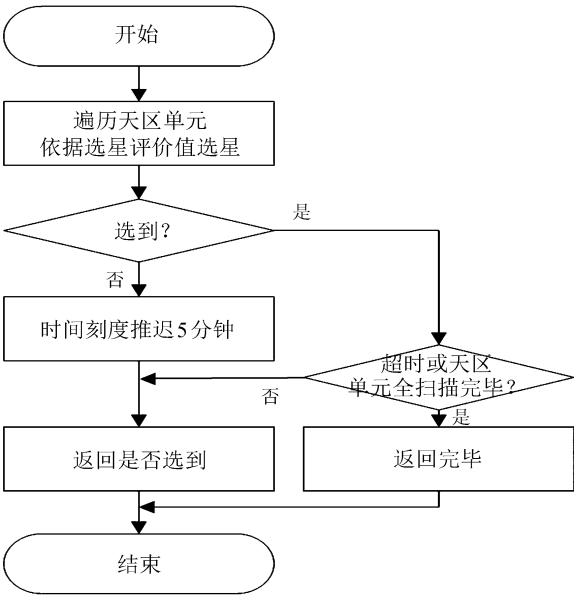 开始
遍历天区单元
依据选星评价值选星
是
选到?
否
时间刻度推迟5分钟
超时或天区
单元全扫描完毕?
否
是
返回是否选到
返回完毕
结束